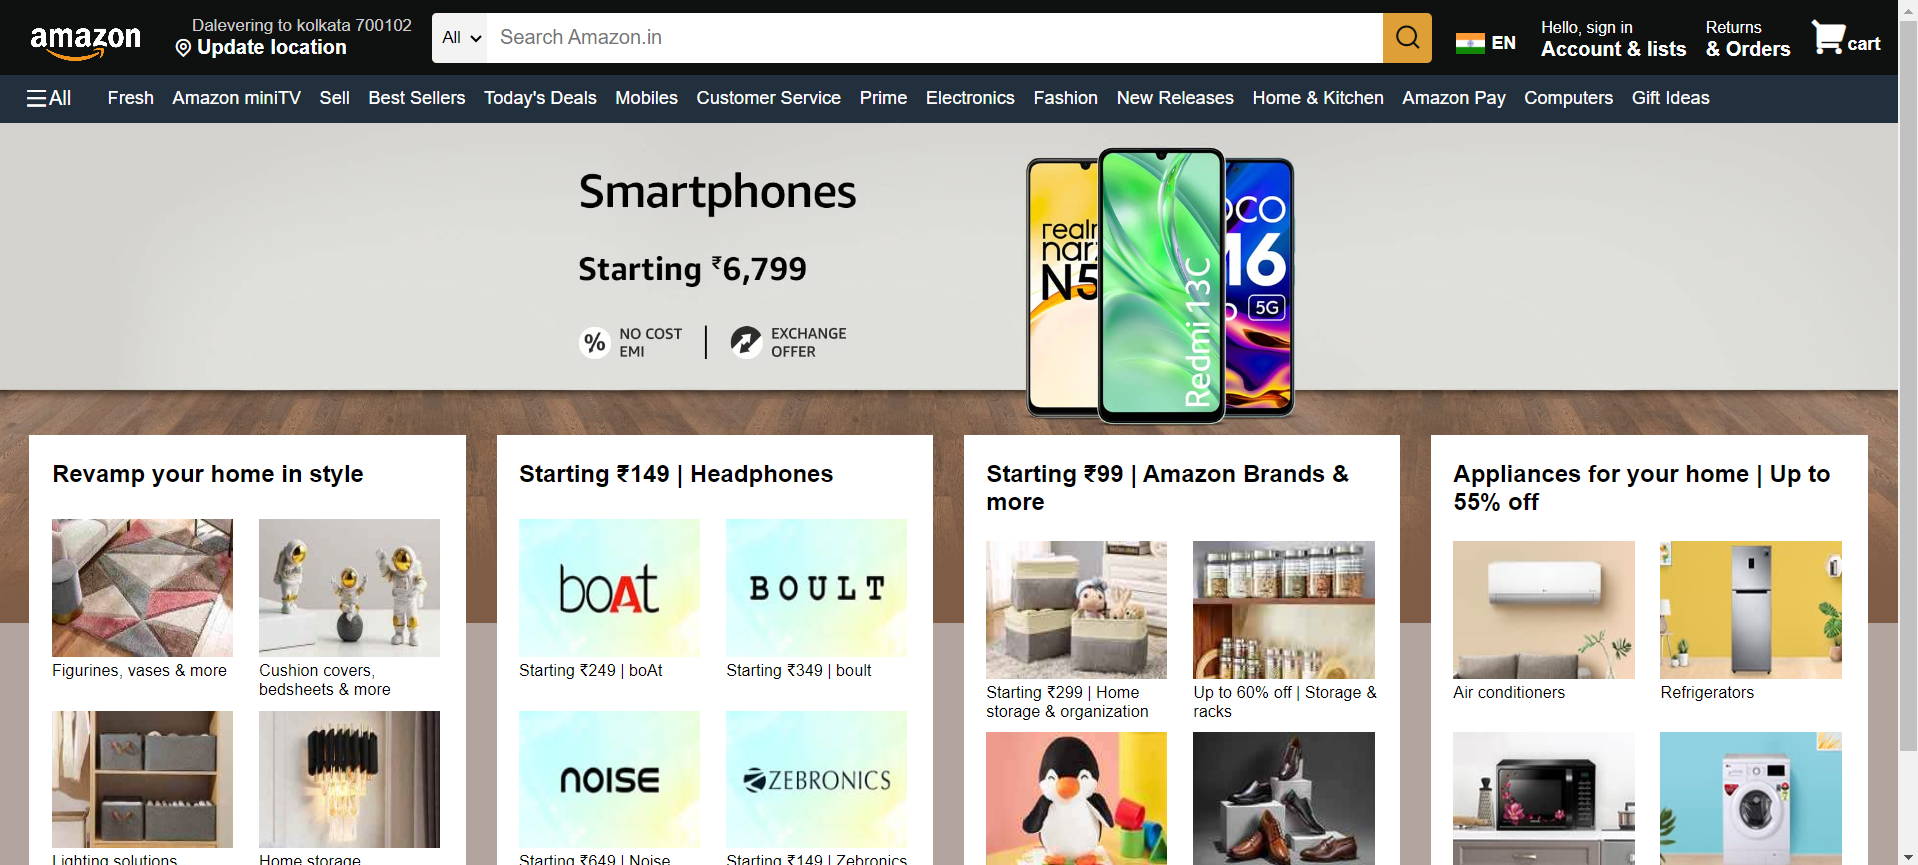 amazon
Dalevering to kolkata 700102
Update location
All
Search Amazon.in
EN
Hello, sign in
Account & lists
Returns
& Orders
cart
All
Fresh
Amazon miniTV
Sell
Best Sellers
Today's Deals
Mobiles
Customer Service
Prime
Electronics
Fashion
New Releases
Home & Kitchen
Amazon Pay
Computers
Gift Ideas
Smartphones
Starting ₹6,799
% NO COST
EMI
EXCHANGE
OFFER
N5
Redmi 13C
5G
Revamp your home in style
Figurines, vases & more
Cushion covers,
bedsheets & more
Lighting solutions
Home storage
Starting ₹149 | Headphones
boAt
Starting ₹249 | boAt
BOULT
Starting ₹349 | boult
NOISE
Starting ₹649 | Noise
ZEBRONICS
Starting ₹149 | Zebronics
Starting ₹99 | Amazon Brands &
more
Starting ₹299 | Home
storage & organization
Up to 60% off | Storage &
racks
Appliances for your home | Up to
55% off
Air conditioners
Refrigerators